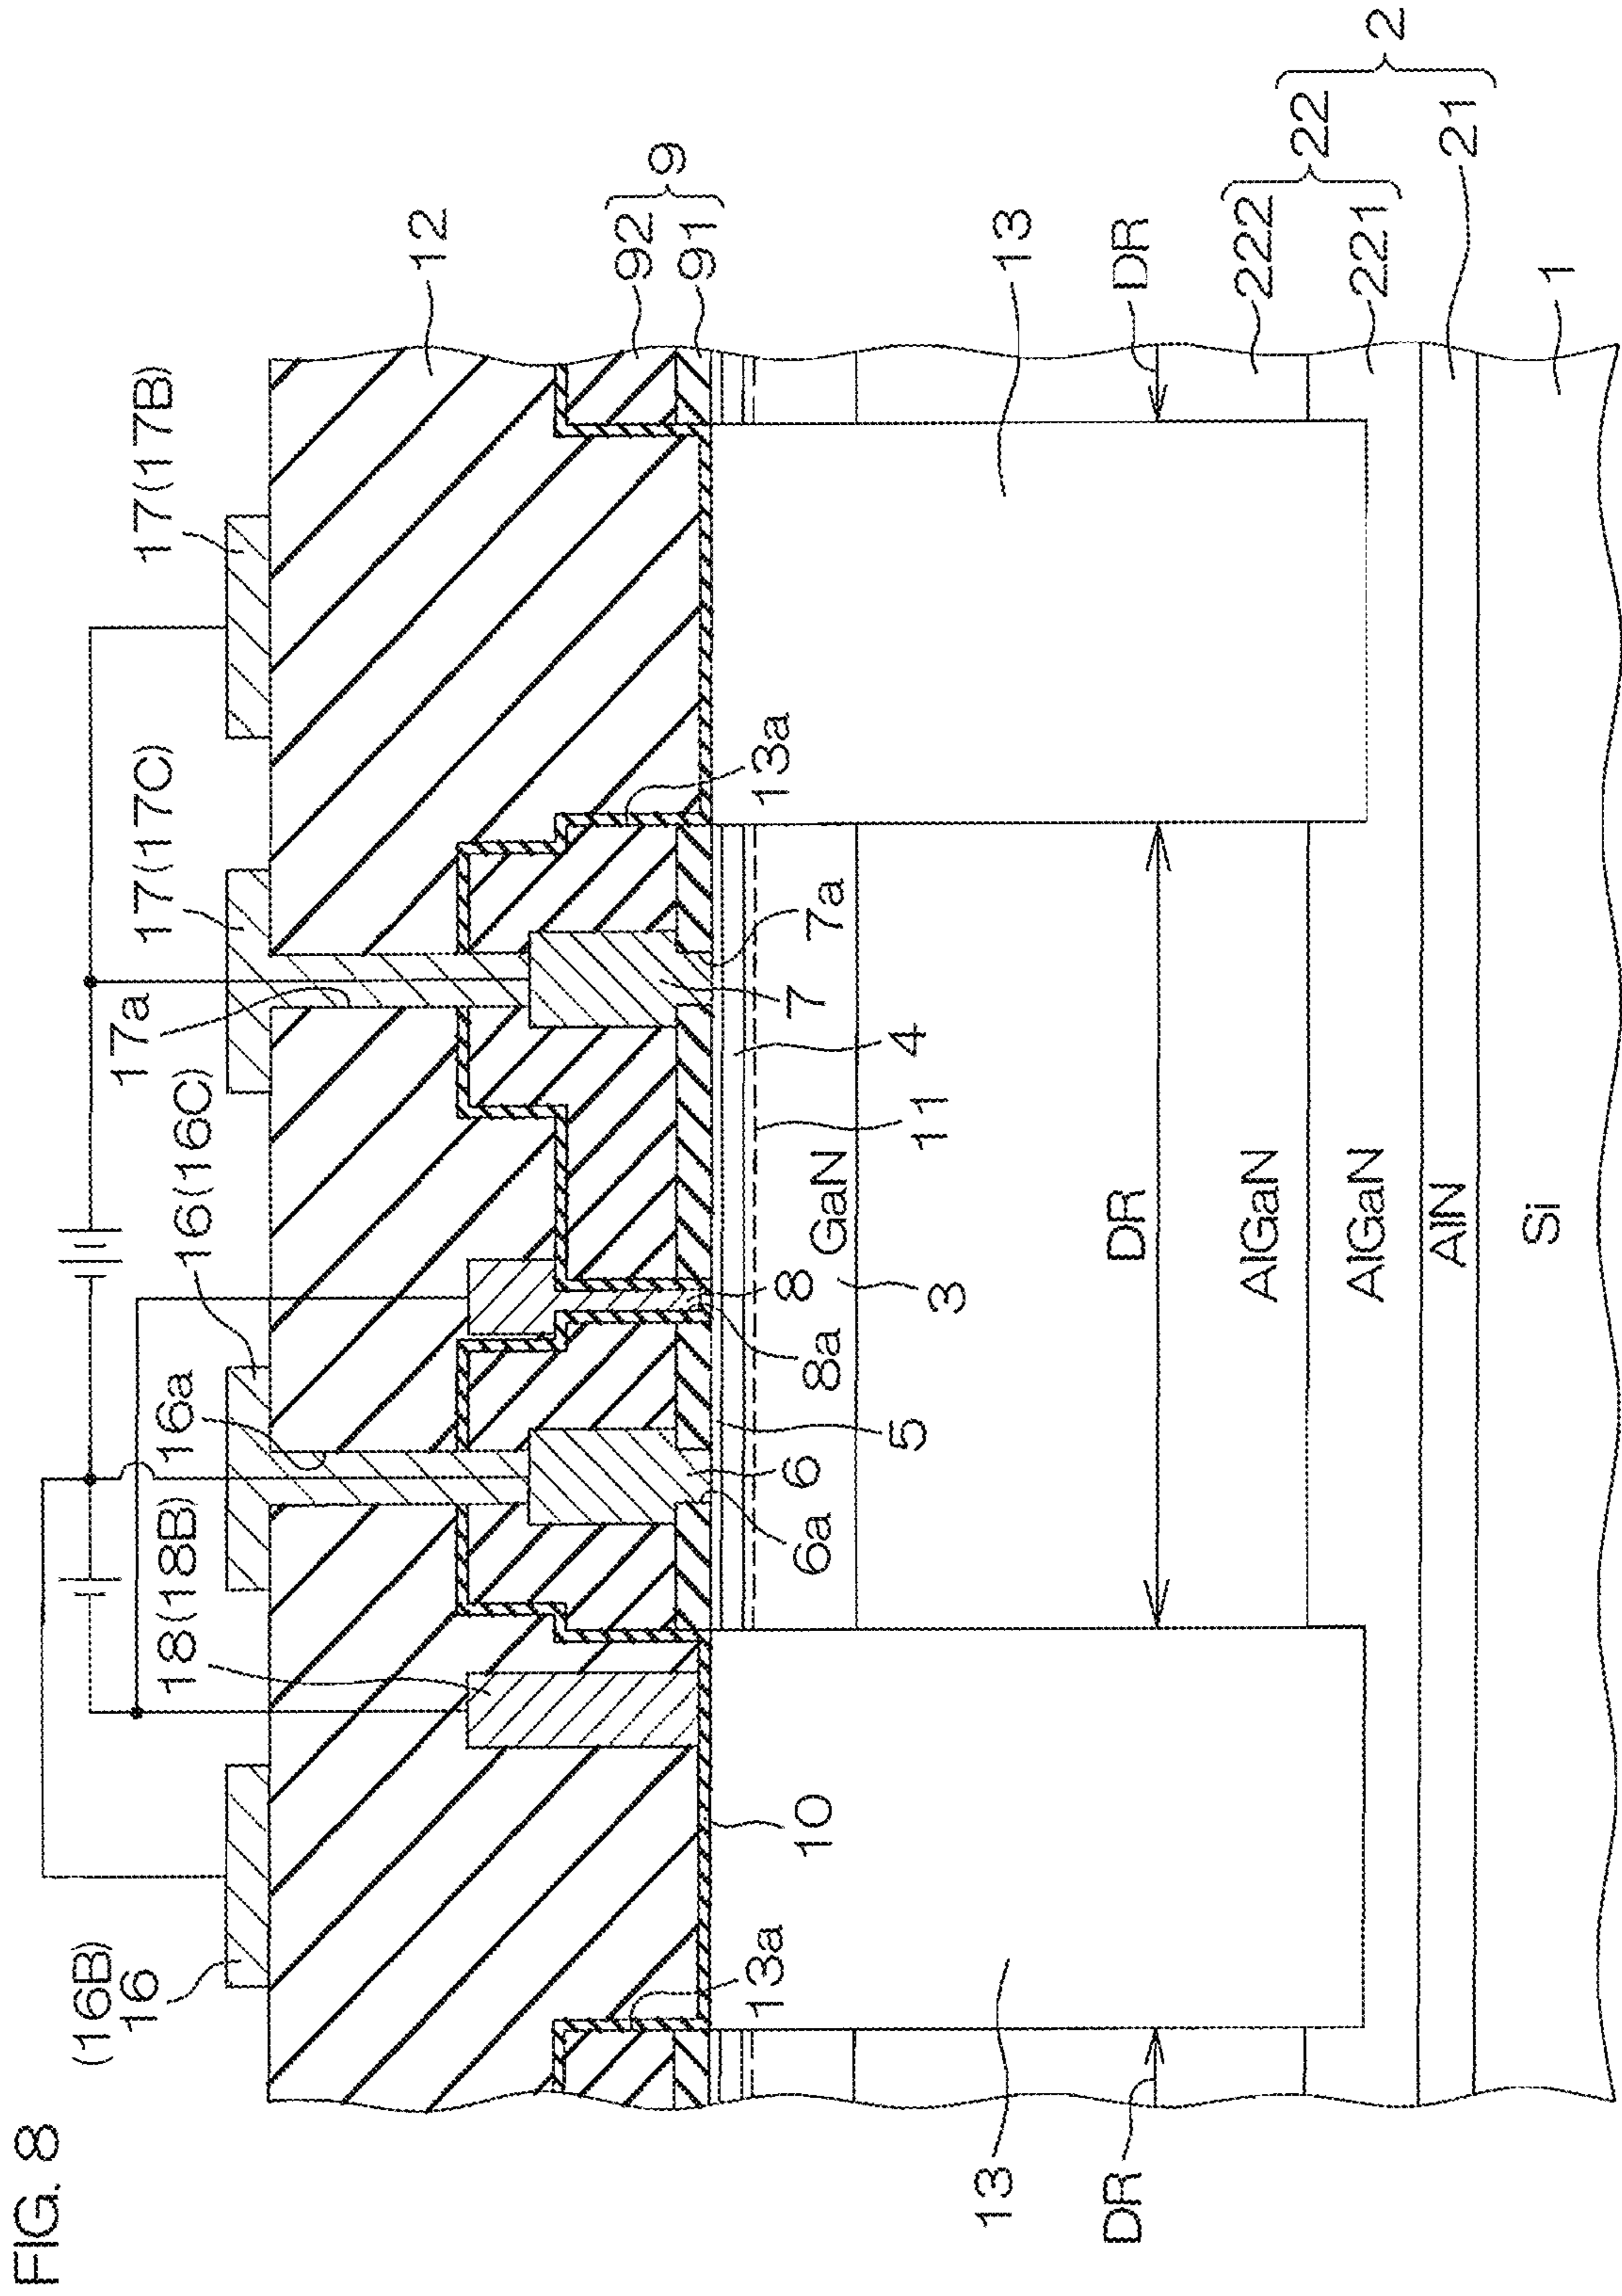 FIG. 8
(16B)
16
18(18B)
16a
16(16C)
17a
17(17C)
17(17B)
12
92
91
9
13a
10
6a
6
5
8a
8
GaN
3
11
4
7
7a
13a
13
DR
13
DR
DR
AlGaN
222
AlGaN
221
22
AlN
21
2
Si
1